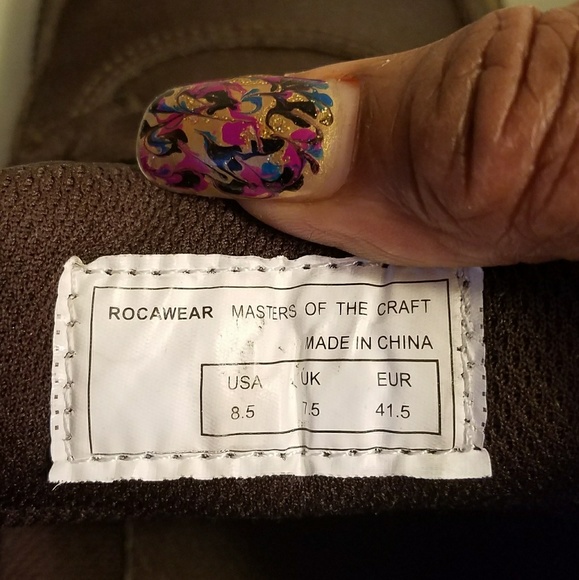 ROCAWEAR MASTERS OF THE CRAFT
MADE IN CHINA
USA UK EUR
8.5 7.5 41.5